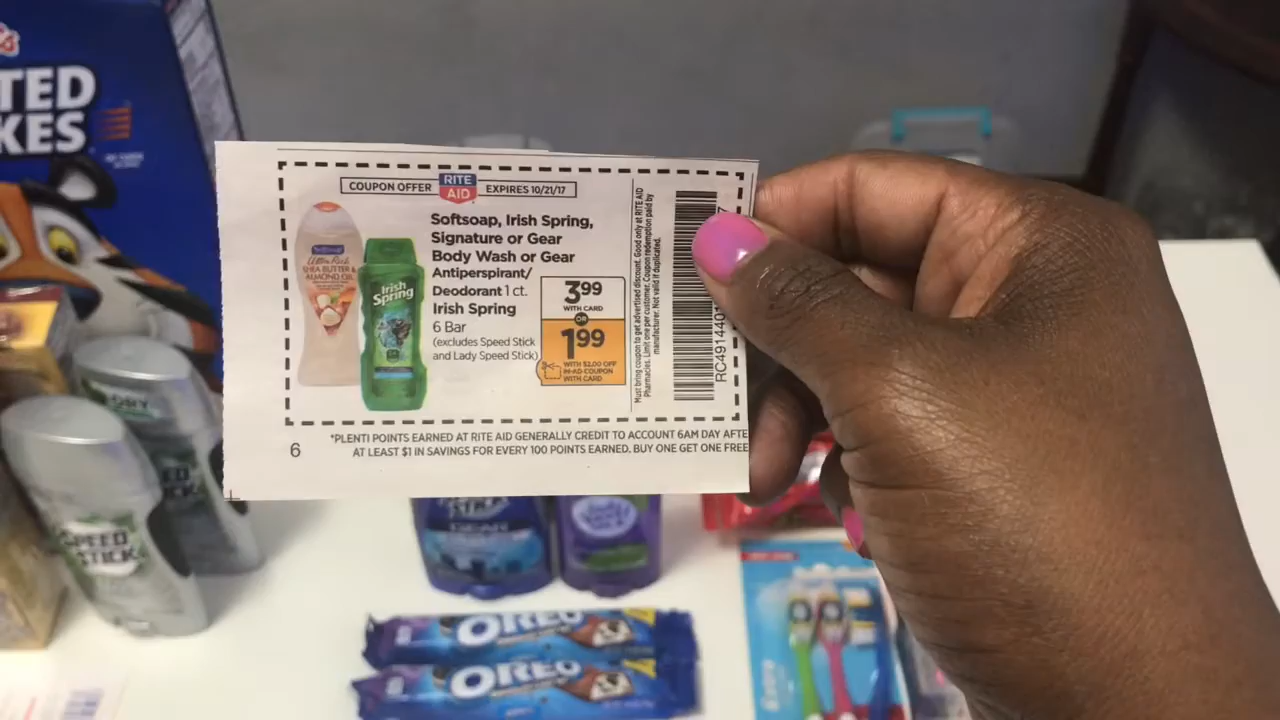 TED
KES
COUPON OFFER RITE AID EXPIRES 10/21/17
Softsoap, Irish Spring,
Signature or Gear
Body Wash or Gear
Antiperspirant/
Deodorant 1 ct.
Irish Spring
6 Bar
(excludes Speed Stick
and Lady Speed Stick)
3.99
WITH CARD
OR
1.99
WITH $2.00 OFF
IN-AD COUPON
WITH CARD
Must bring coupon to get advertised discount. Good only at RITE AID
Pharmacies. Limit one per customer. Coupon redemption paid by
manufacturer. Not valid if duplicated.
RC4914401
7
Softsoap
Ultra Rich
SHEA BUTTER &
ALMOND OIL
Irish
Spring
6
*PLENTI POINTS EARNED AT RITE AID GENERALLY CREDIT TO ACCOUNT 6AM DAY AFTE
AT LEAST $1 IN SAVINGS FOR EVERY 100 POINTS EARNED. BUY ONE GET ONE FREE
SPEED
STICK
GEAR
OREO
OREO